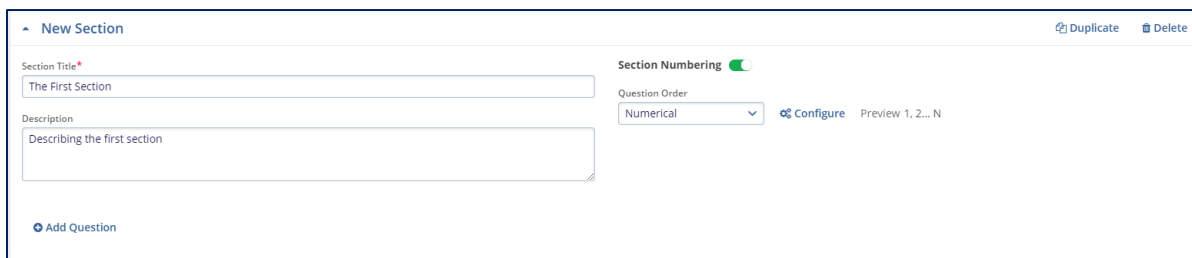 New Section
Duplicate
Delete
Section Title*
The First Section
Description
Describing the first section
Section Numbering
Question Order
Numerical
Configure
Preview 1, 2... N
Add Question